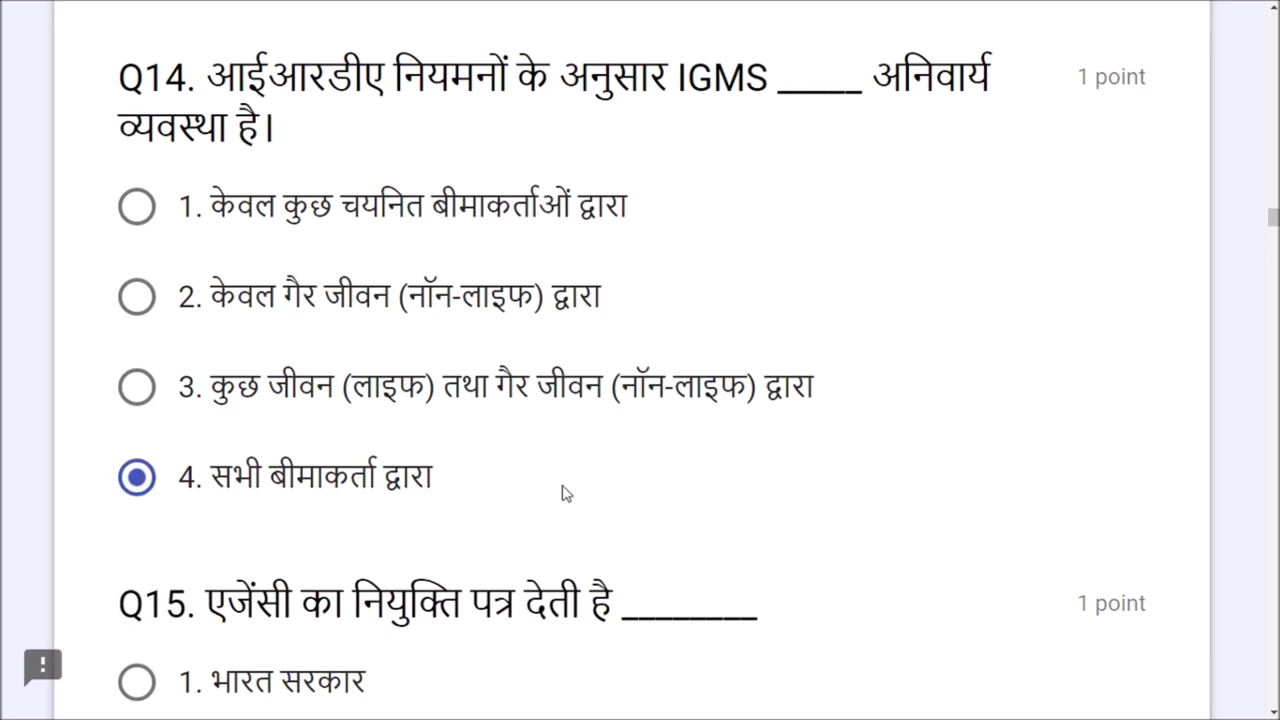 Q14. आईआरडीए नियमनों के अनुसार IGMS _____ अनिवार्य
1 point
व्यवस्था है।
1. केवल कुछ चयनित बीमाकर्ताओं द्वारा
2. केवल गैर जीवन (नॉन-लाइफ) द्वारा
3. कुछ जीवन (लाइफ) तथा गैर जीवन (नॉन-लाइफ) द्वारा
4. सभी बीमाकर्ता द्वारा
Q15. एजेंसी का नियुक्ति पत्र देती है ________
1 point
1. भारत सरकार